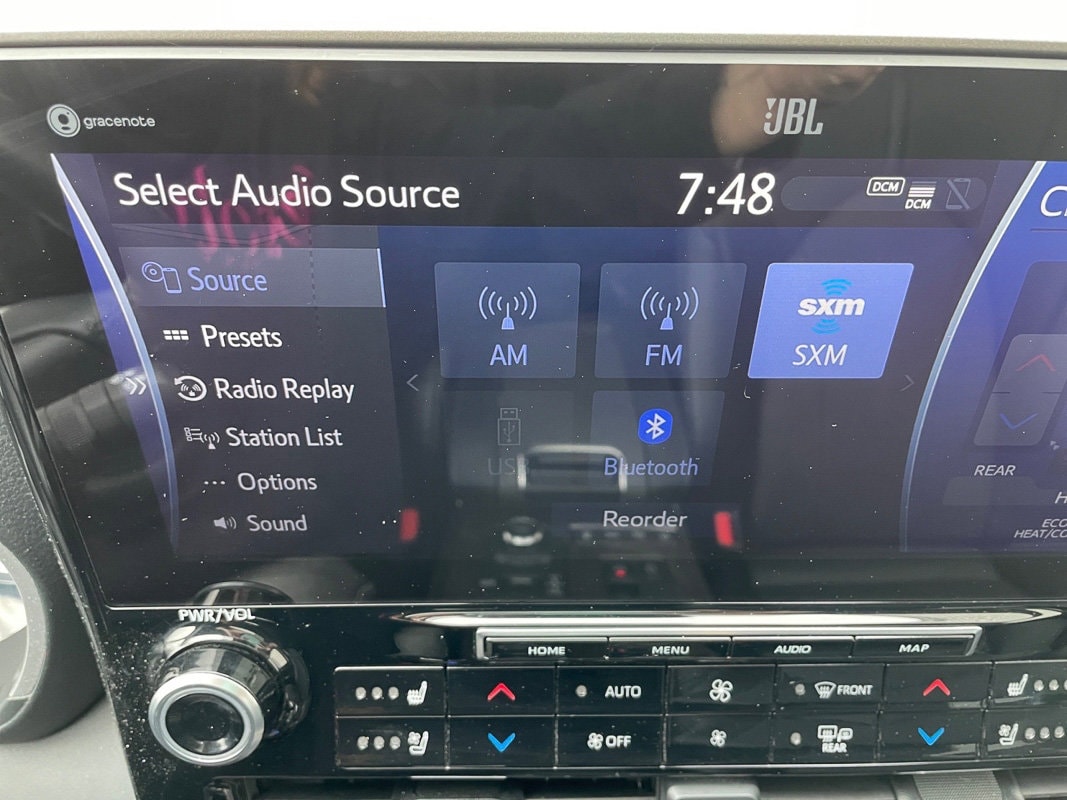 gracenote
JBL
Select Audio Source
7:48
DCM
DCM
Source
Presets
Radio Replay
Station List
Options
Sound
AM
FM
sxm
SXM
USB
Bluetooth
Reorder
REAR
ECO
PWR/VOL
HOME
MENU
AUDIO
MAP
AUTO
FRONT
OFF
REAR